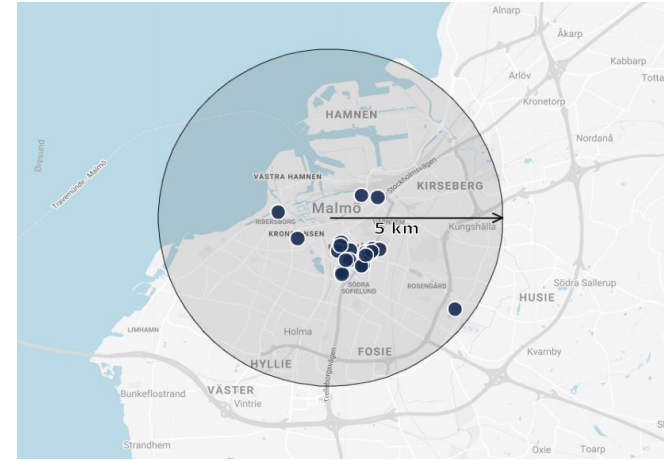 Alnarp
Åkarp
Kabbarp
Arlöv
Totta
Kronetorp
HAMNEN
Nordanå
Öresund
Travemünde, Malmö
Stockholmsvägen
VÄSTRA HAMNEN
KIRSEBERG
Malmö
RIBERSBORG
Kungshälla
5 km
SÖDRA
SOFIELUND
ROSENGÅRD
Södra Sallerup
HUSIE
LIMHAMN
Holma
FOSIE
Kvarnby
HYLLIE
Trelleborgsvägen
Bunkeflostrand
VÄSTER
Vintrie
Strandhem
Oxie
Toarp